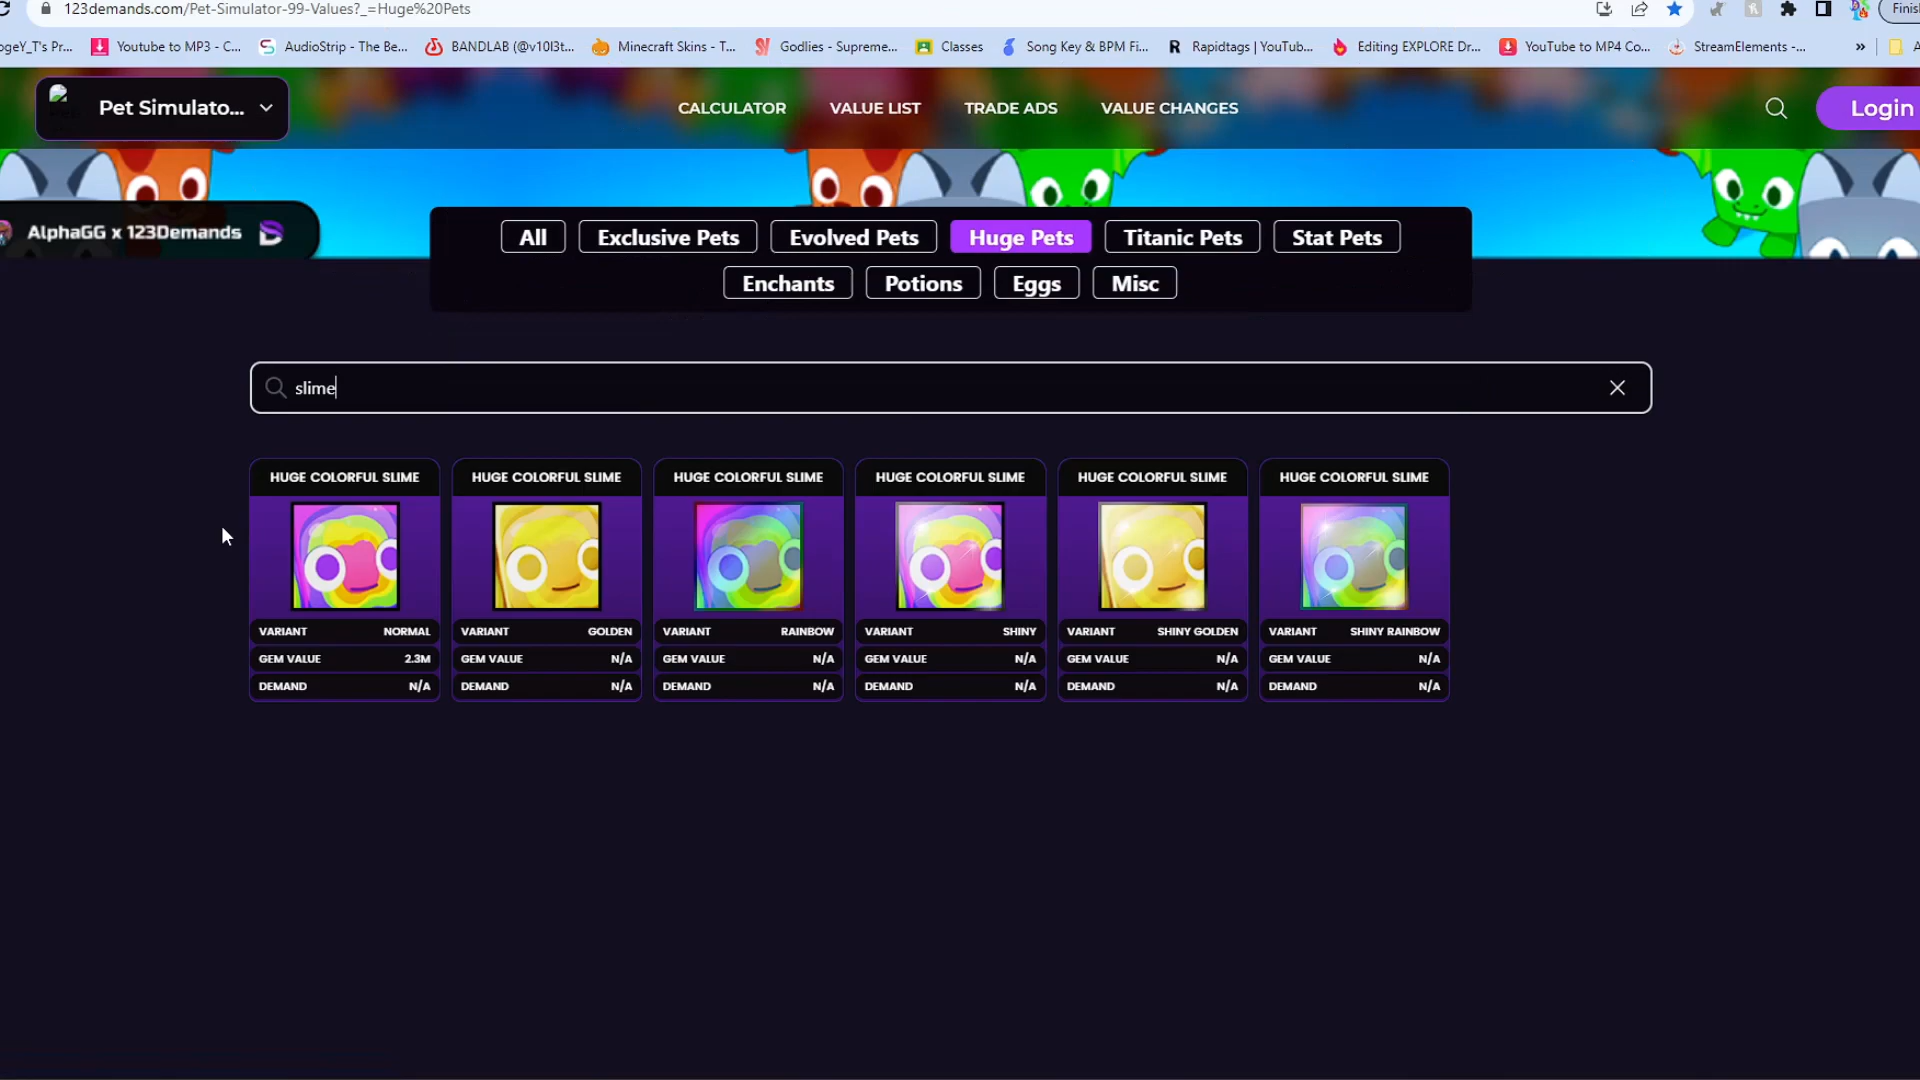 123demands.com/Pet-Simulator-99-Values?_=Huge%20Pets
Finis
ogeY_T's Pr... Youtube to MP3 - C... AudioStrip - The Be... BANDLAB (@v10l3t... Minecraft Skins - T... Godlies - Supreme... Classes Song Key & BPM Fi... Rapidtags | YouTub... Editing EXPLORE Dr... YouTube to MP4 Co... StreamElements -... »
Pet Simulato... CALCULATOR VALUE LIST TRADE ADS VALUE CHANGES Login
AlphaGG x 123Demands
All Exclusive Pets Evolved Pets Huge Pets Titanic Pets Stat Pets
Enchants Potions Eggs Misc
slime
HUGE COLORFUL SLIME HUGE COLORFUL SLIME HUGE COLORFUL SLIME HUGE COLORFUL SLIME HUGE COLORFUL SLIME HUGE COLORFUL SLIME
VARIANT NORMAL VARIANT GOLDEN VARIANT RAINBOW VARIANT SHINY VARIANT SHINY GOLDEN VARIANT SHINY RAINBOW
GEM VALUE 2.3M GEM VALUE N/A GEM VALUE N/A GEM VALUE N/A GEM VALUE N/A GEM VALUE N/A
DEMAND N/A DEMAND N/A DEMAND N/A DEMAND N/A DEMAND N/A DEMAND N/A